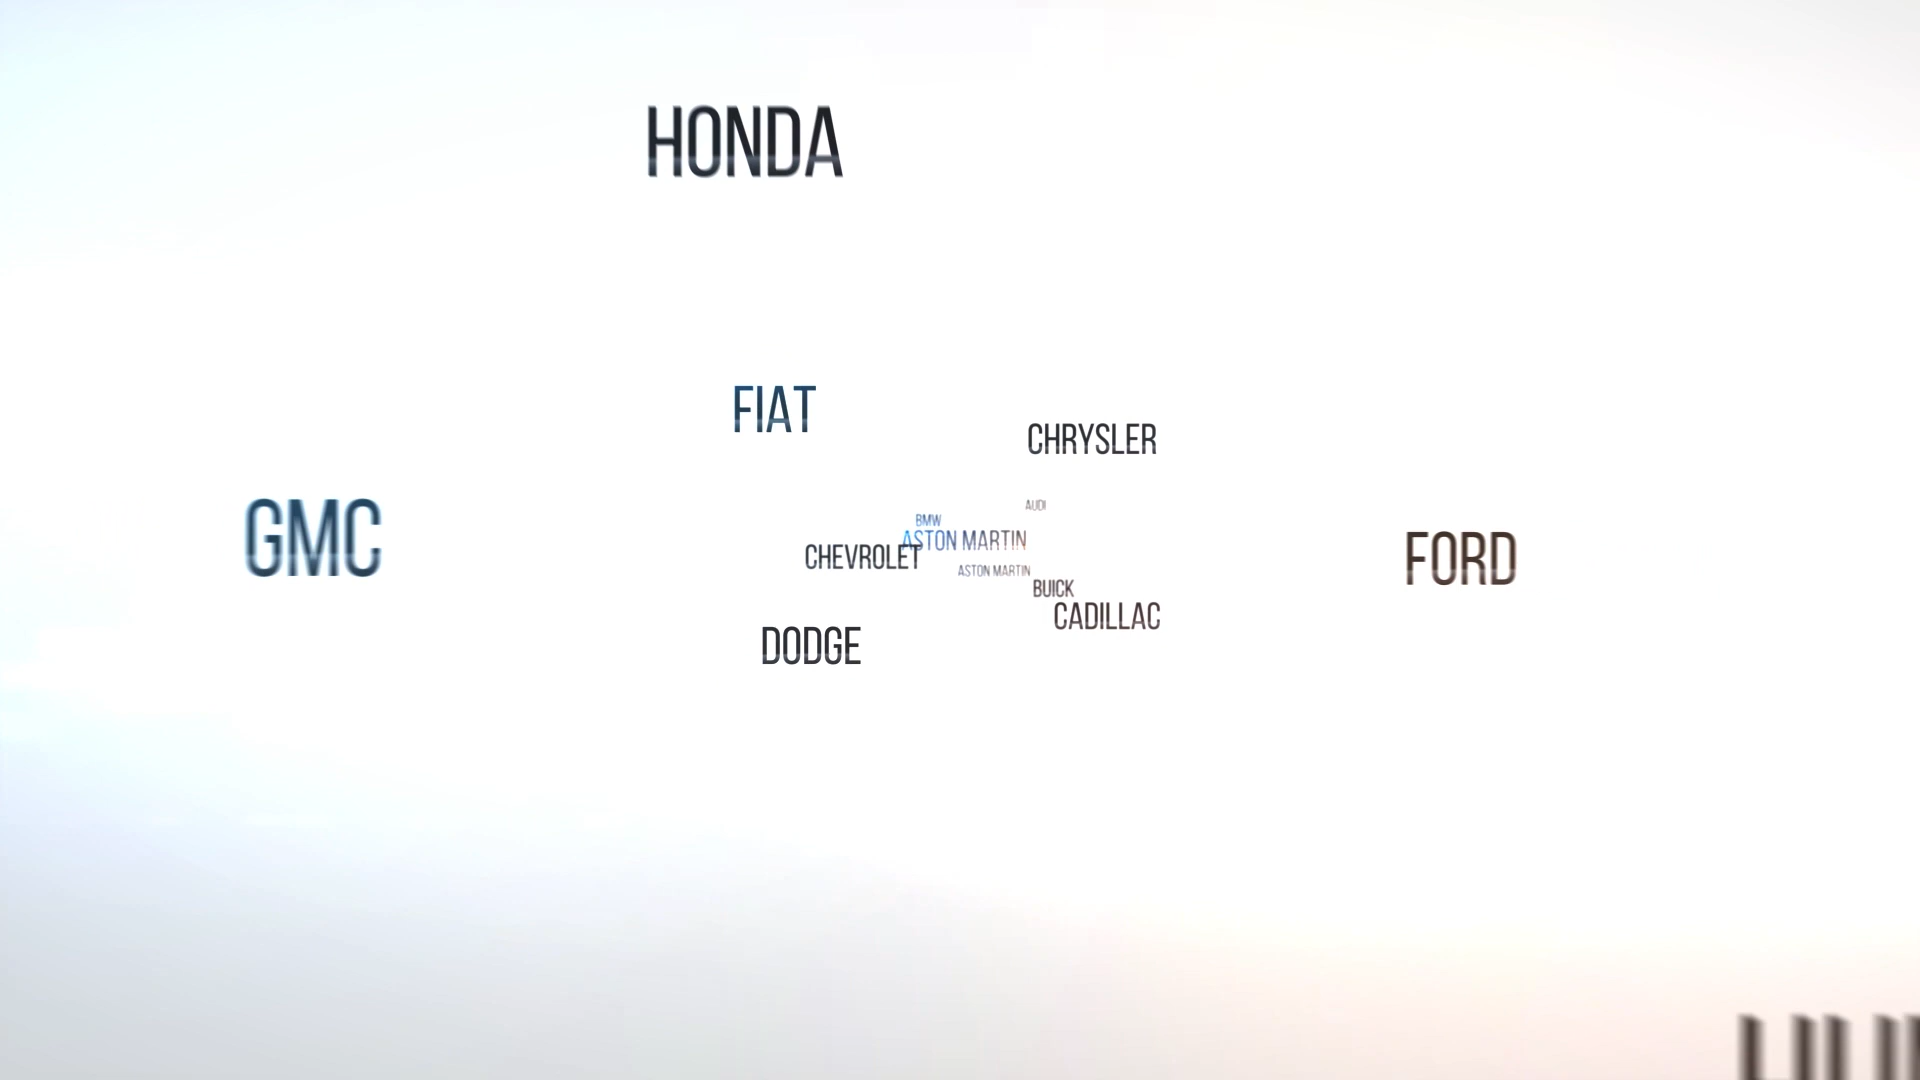 HONDA
FIAT
CHRYSLER
GMC
AUDI
BMW
ASTON MARTIN
FORD
CHEVROLET
ASTON MARTIN
BUICK
CADILLAC
DODGE